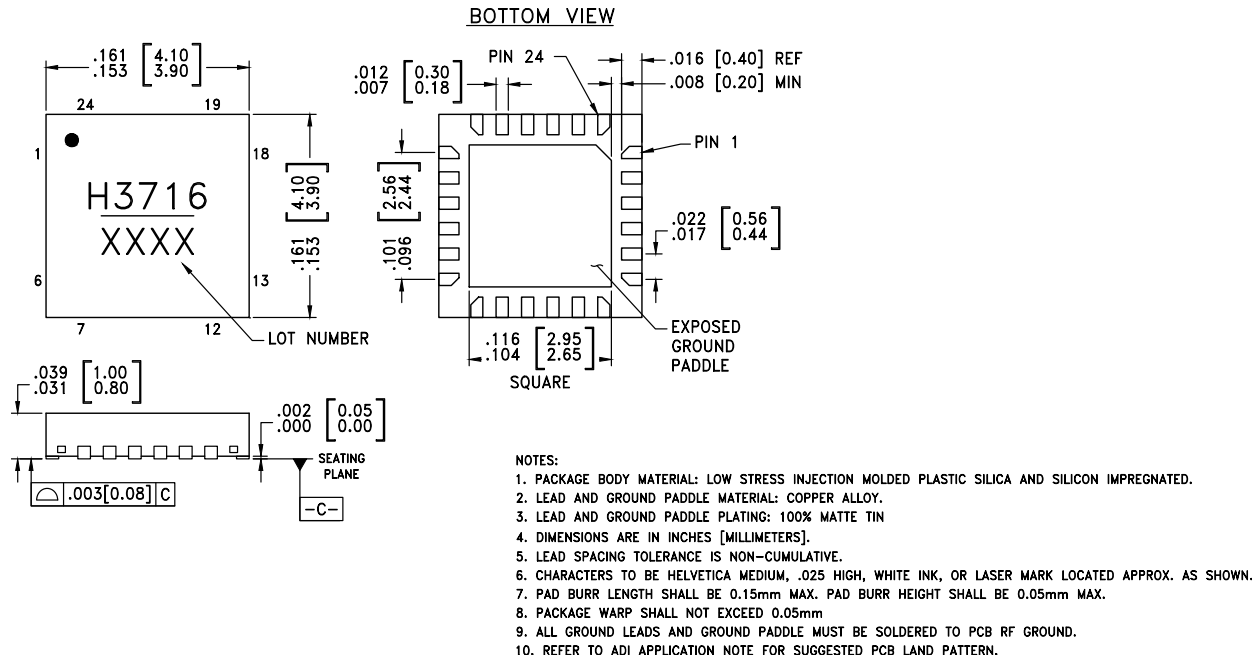 BOTTOM VIEW
.161 [4.10]
.153 [3.90]
24 19
1 18
H3716
XXXX
6 13
7 12
LOT NUMBER
.161 [4.10]
.153 [3.90]
PIN 24
.012 [0.30]
.007 [0.18]
.016 [0.40] REF
.008 [0.20] MIN
PIN 1
.101 [2.56]
.096 [2.44]
.022 [0.56]
.017 [0.44]
.116 [2.95]
.104 [2.65]
SQUARE
EXPOSED
GROUND
PADDLE
.039 [1.00]
.031 [0.80]
.002 [0.05]
.000 [0.00]
SEATING
PLANE
.003[0.08] C
-C-
NOTES:
1. PACKAGE BODY MATERIAL: LOW STRESS INJECTION MOLDED PLASTIC SILICA AND SILICON IMPREGNATED.
2. LEAD AND GROUND PADDLE MATERIAL: COPPER ALLOY.
3. LEAD AND GROUND PADDLE PLATING: 100% MATTE TIN
4. DIMENSIONS ARE IN INCHES [MILLIMETERS].
5. LEAD SPACING TOLERANCE IS NON-CUMULATIVE.
6. CHARACTERS TO BE HELVETICA MEDIUM, .025 HIGH, WHITE INK, OR LASER MARK LOCATED APPROX. AS SHOWN.
7. PAD BURR LENGTH SHALL BE 0.15mm MAX. PAD BURR HEIGHT SHALL BE 0.05mm MAX.
8. PACKAGE WARP SHALL NOT EXCEED 0.05mm
9. ALL GROUND LEADS AND GROUND PADDLE MUST BE SOLDERED TO PCB RF GROUND.
10. REFER TO ADI APPLICATION NOTE FOR SUGGESTED PCB LAND PATTERN.